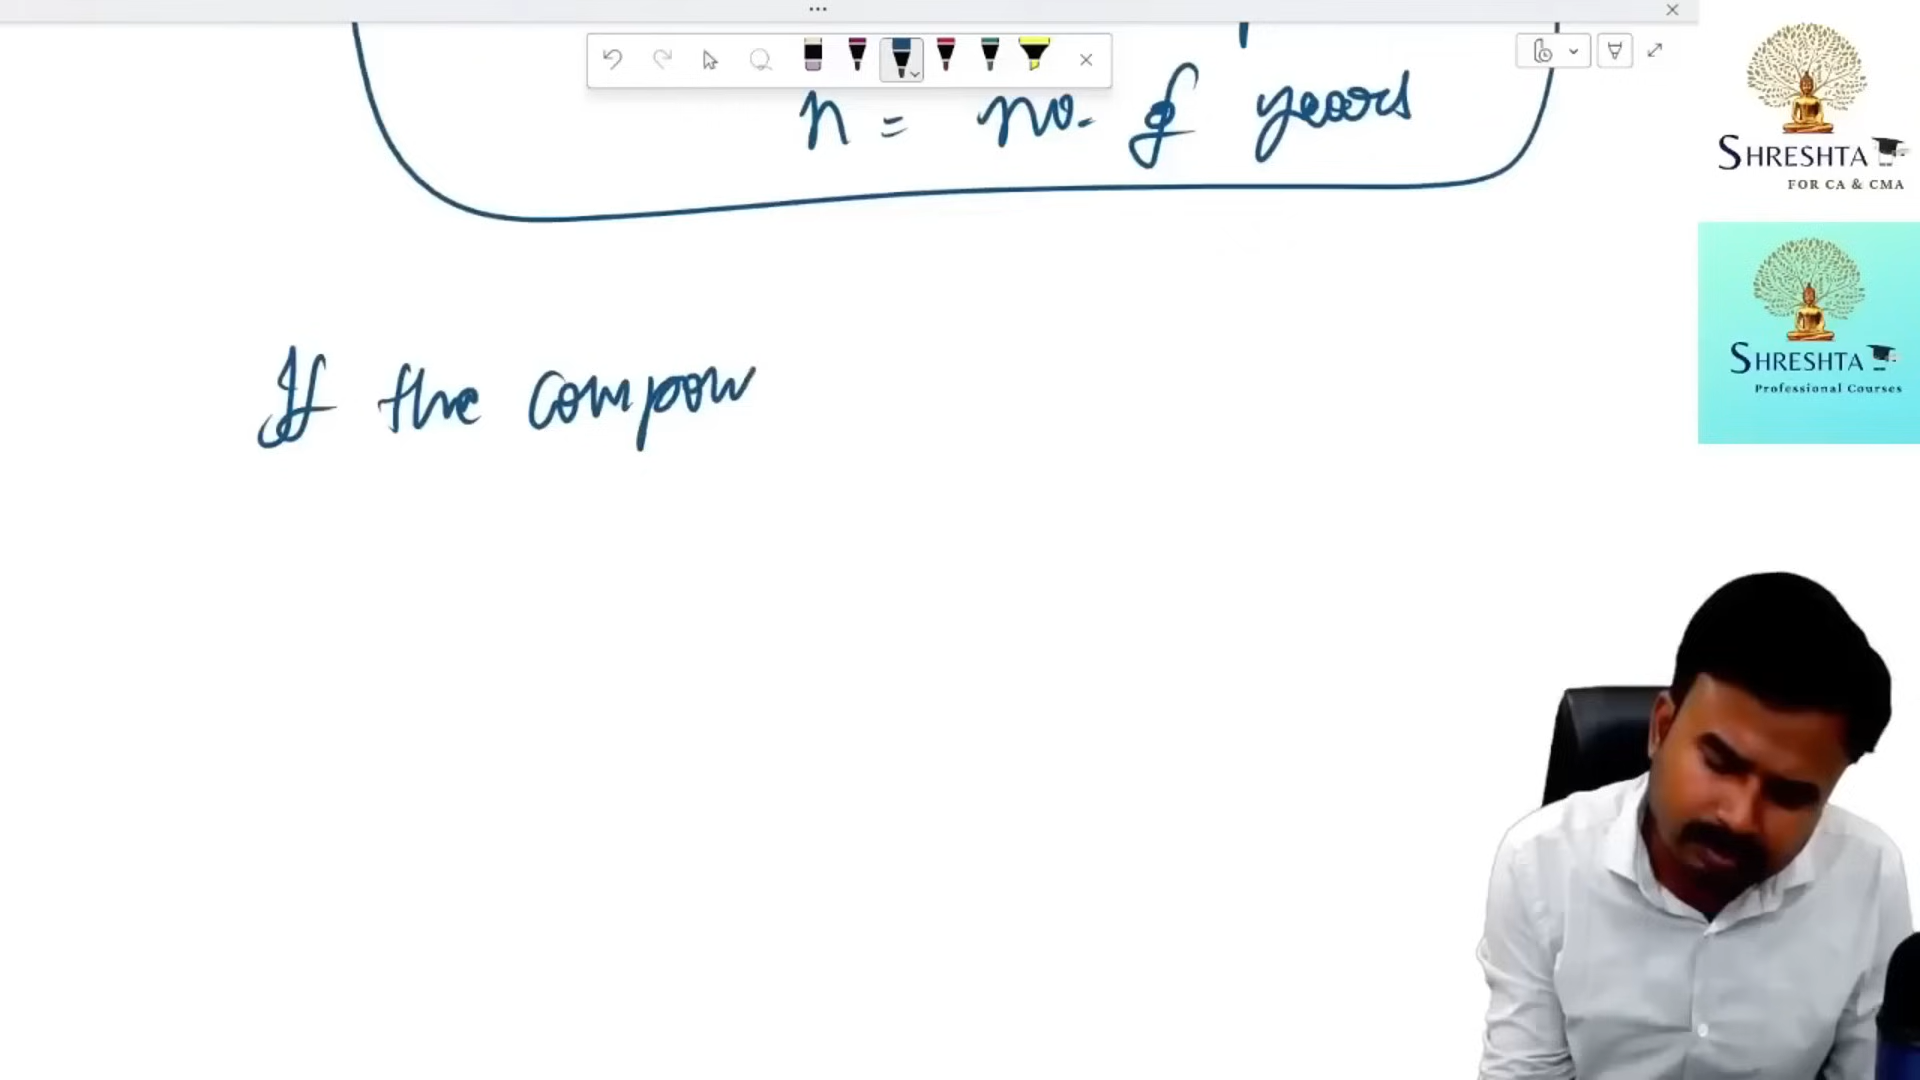 n = no. of years
If the compou
SHRESHTA
FOR CA & CMA
SHRESHTA
Professional Courses